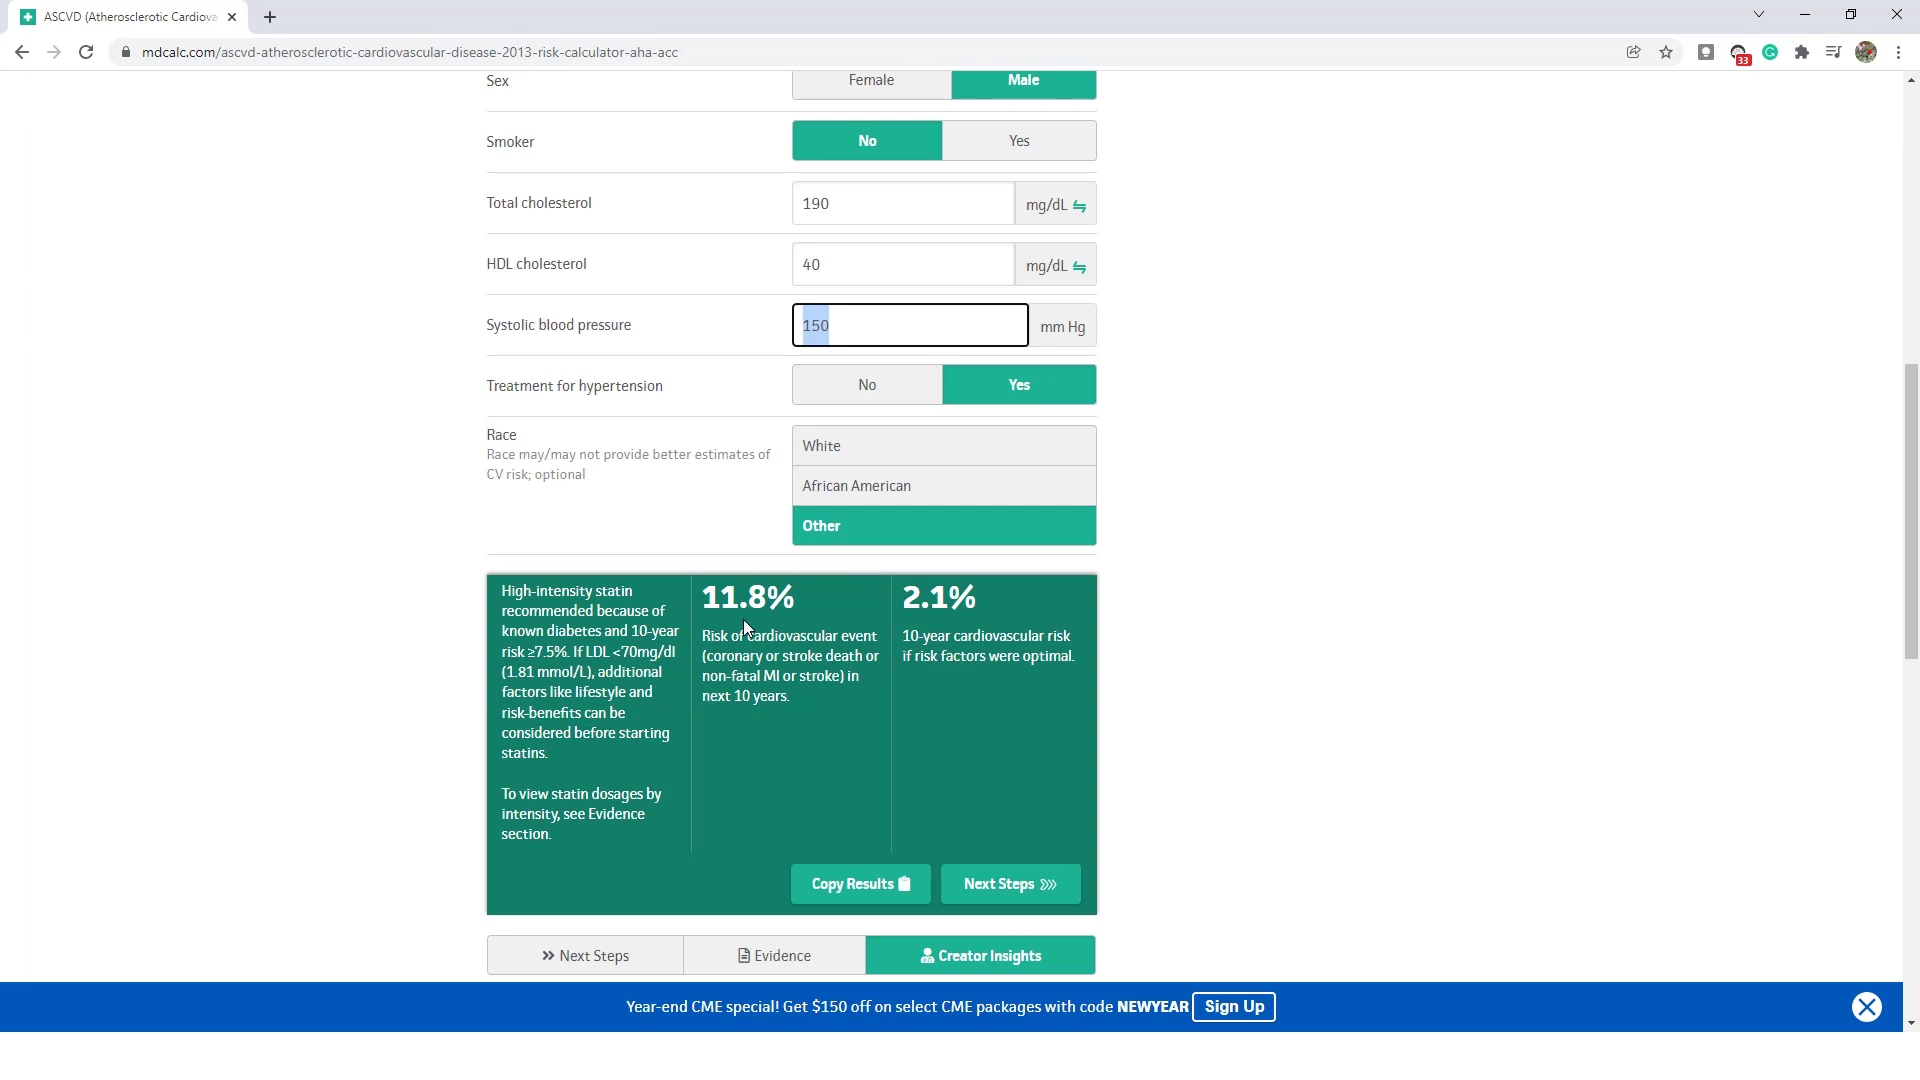 ASCVD (Atherosclerotic Cardiova
mdcalc.com/ascvd-atherosclerotic-cardiovascular-disease-2013-risk-calculator-aha-acc
33
Sex
Female
Male
Smoker
No
Yes
Total cholesterol
190
mg/dL
HDL cholesterol
40
mg/dL
Systolic blood pressure
150
mm Hg
Treatment for hypertension
No
Yes
Race
Race may/may not provide better estimates of
CV risk; optional
White
African American
Other
High-intensity statin
recommended because of
known diabetes and 10-year
risk ≥7.5%. If LDL <70mg/dl
(1.81 mmol/L), additional
factors like lifestyle and
risk-benefits can be
considered before starting
statins.
To view statin dosages by
intensity, see Evidence
section.
11.8%
Risk of cardiovascular event
(coronary or stroke death or
non-fatal MI or stroke) in
next 10 years.
2.1%
10-year cardiovascular risk
if risk factors were optimal.
Copy Results
Next Steps
Next Steps
Evidence
Creator Insights
Year-end CME special! Get $150 off on select CME packages with code NEWYEAR Sign Up